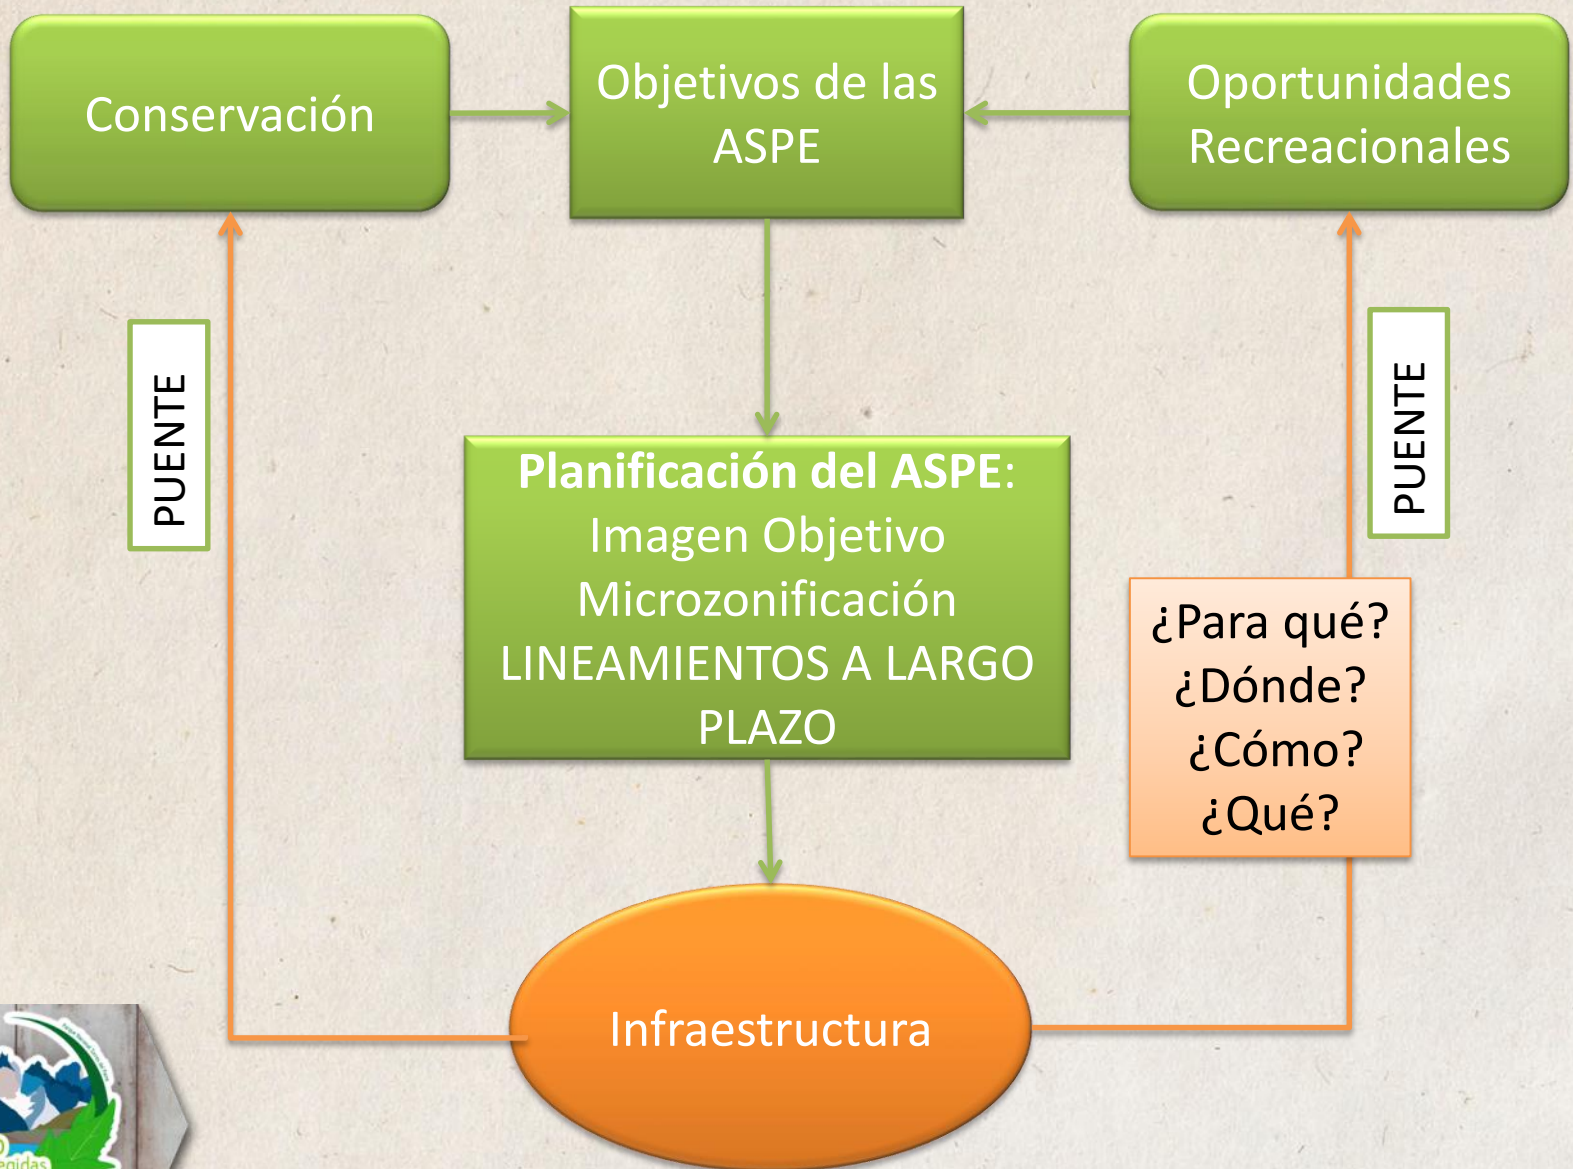 Conservación
Objetivos de las
ASPE
Oportunidades
Recreacionales
PUENTE
PUENTE
Planificación del ASPE:
Imagen Objetivo
Microzonificación
LINEAMIENTOS A LARGO
PLAZO
¿Para qué?
¿Dónde?
¿Cómo?
¿Qué?
Infraestructura